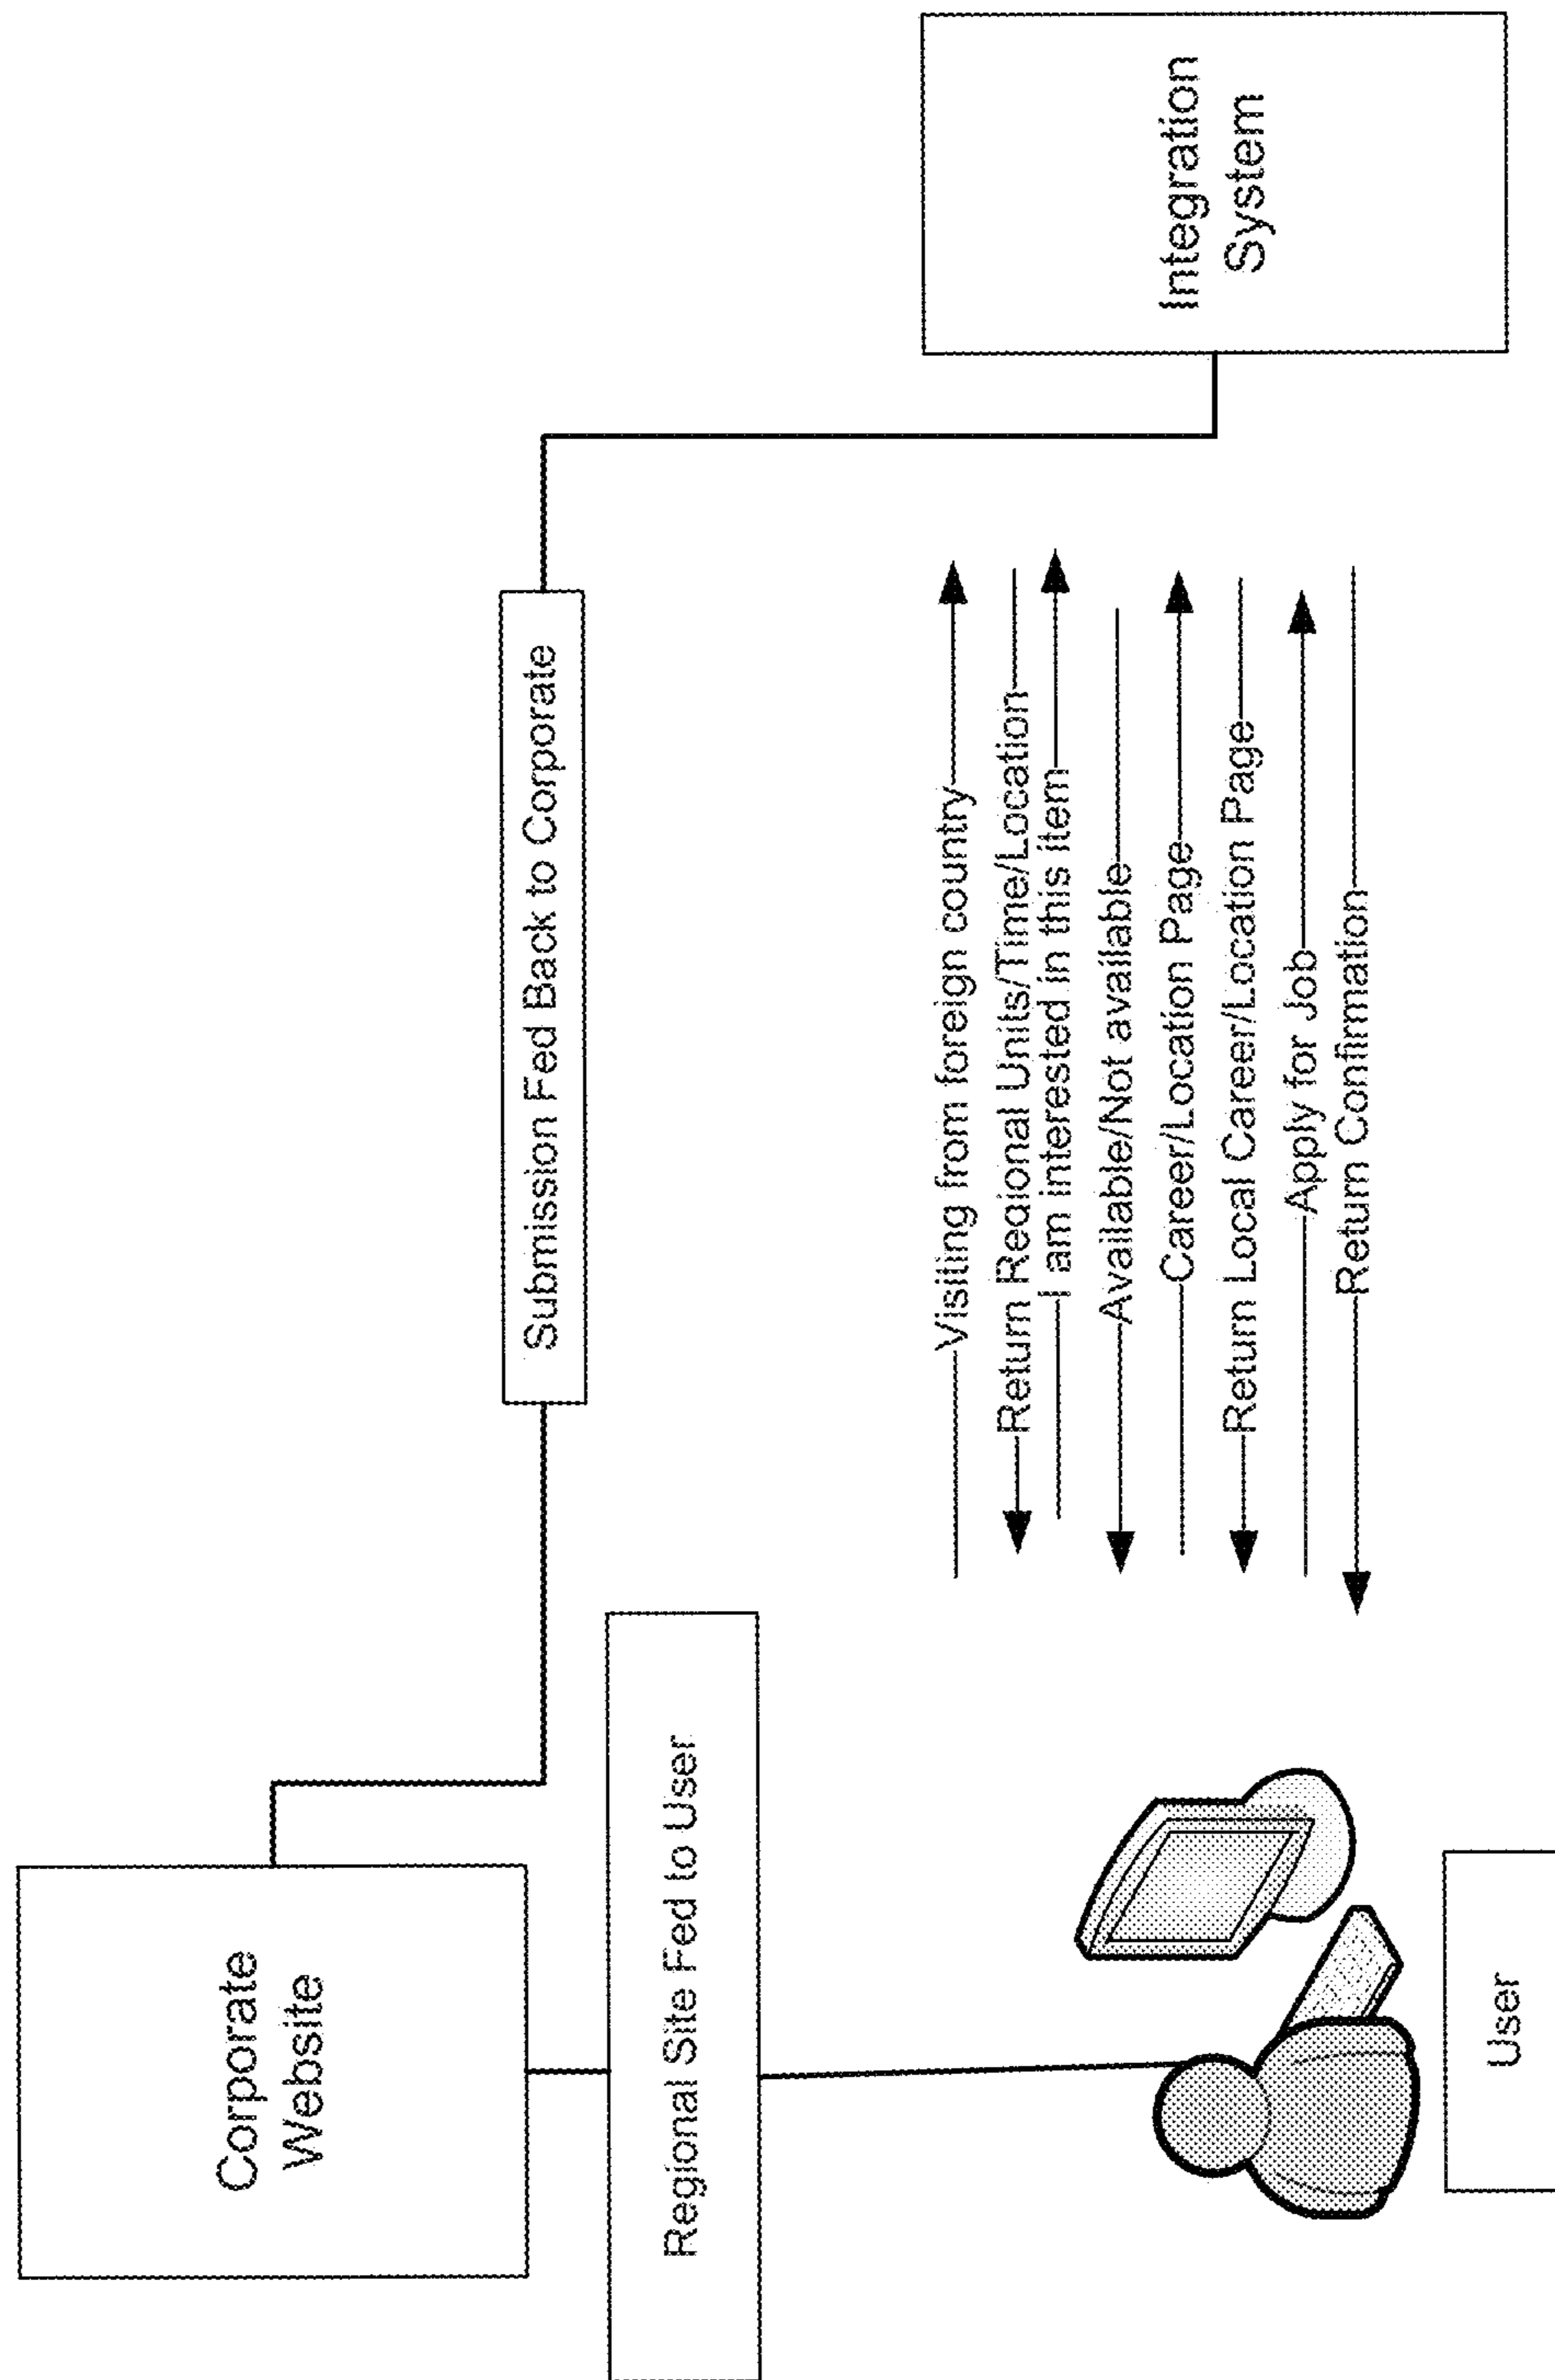 Corporate
Website
Submission Fed Back to Corporate
Regional Site Fed to User
Integration
System
Visiting from foreign country
Return Regional Units/Time/Location
I am interested in this item
Available/Not available
Career/Location Page
Return Local Career/Location Page
Apply for Job
Return Confirmation
User